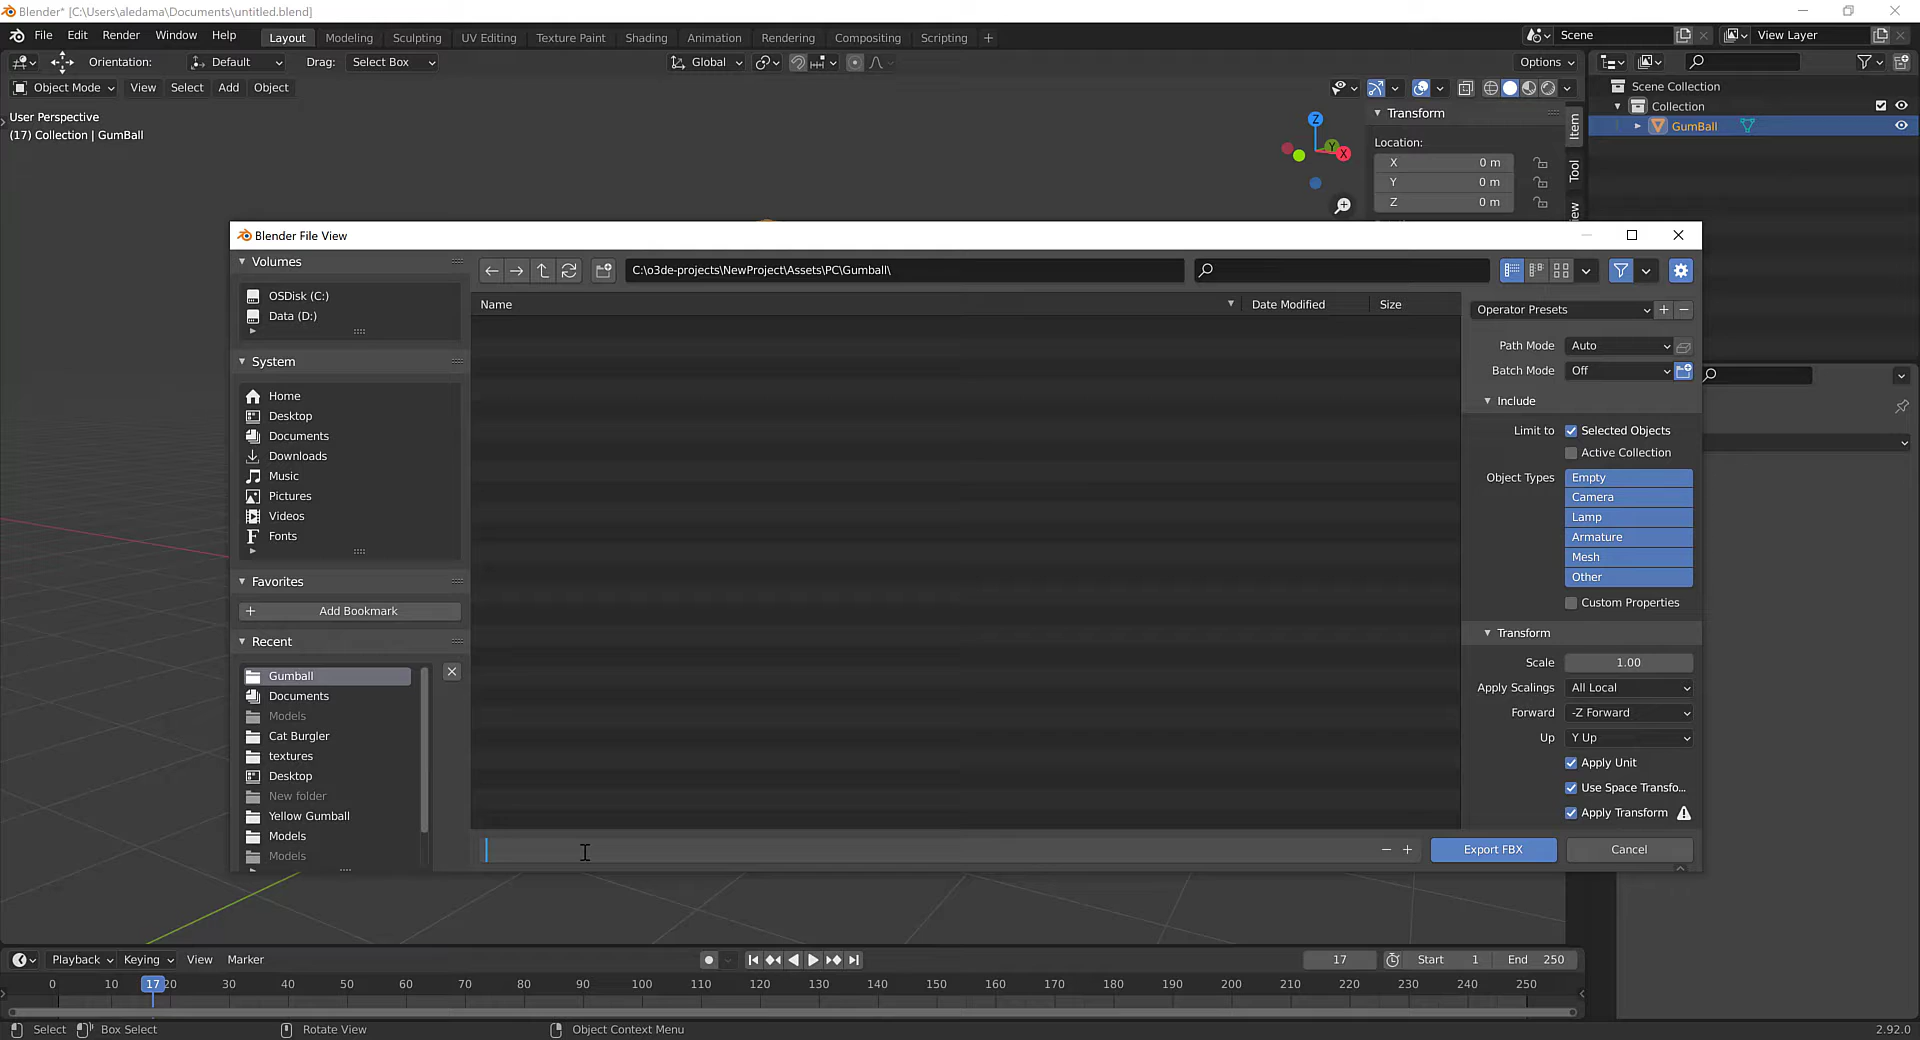 Blender* [C:\Users\aledama\Documents\untitled.blend]
File Edit Render Window Help Layout Modeling Sculpting UV Editing Texture Paint Shading Animation Rendering Compositing Scripting + Scene View Layer
Orientation: Default Drag: Select Box Global Options
Object Mode View Select Add Object
User Perspective
(17) Collection | GumBall
Z
Y
X
Transform
Location:
X 0 m
Y 0 m
Z 0 m
Item
Tool
Scene Collection
Collection
GumBall
Blender File View
Volumes
OSDisk (C:)
Data (D:)
System
Home
Desktop
Documents
Downloads
Music
Pictures
Videos
Fonts
Favorites
Add Bookmark
Recent
Gumball
Documents
Models
Cat Burgler
textures
Desktop
New folder
Yellow Gumball
Models
Models
C:\o3de-projects\NewProject\Assets\PC\Gumball\
Name Date Modified Size
Operator Presets
Path Mode Auto
Batch Mode Off
Include
Limit to Selected Objects
Active Collection
Object Types Empty
Camera
Lamp
Armature
Mesh
Other
Custom Properties
Transform
Scale 1.00
Apply Scalings All Local
Forward -Z Forward
Up Y Up
Apply Unit
Use Space Transfo...
Apply Transform
Export FBX Cancel
Playback Keying View Marker 17 Start 1 End 250
0 10 17 20 30 40 50 60 70 80 90 100 110 120 130 140 150 160 170 180 190 200 210 220 230 240 250
Select Box Select Rotate View Object Context Menu 2.92.0